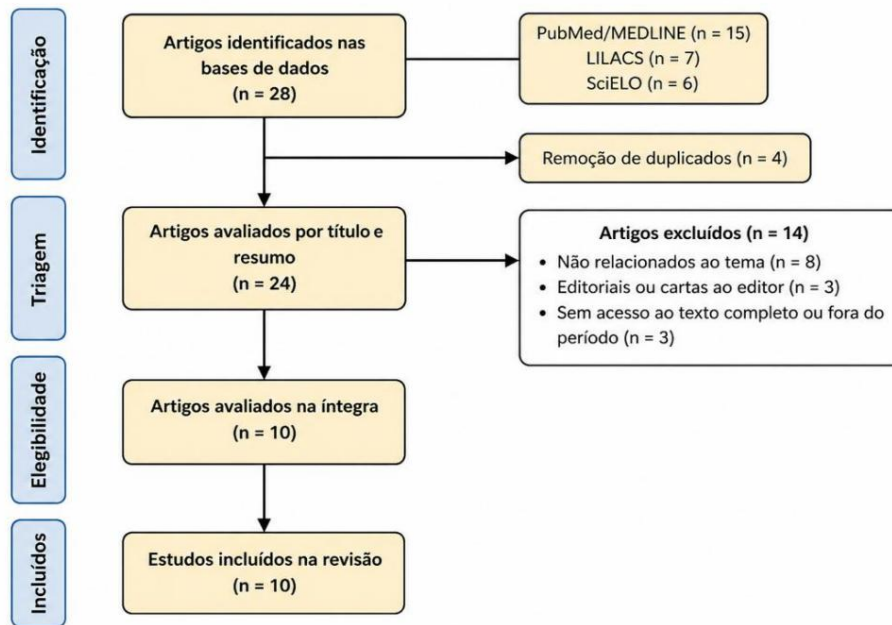 Identificação
Artigos identificados nas
bases de dados
(n = 28)
PubMed/MEDLINE (n = 15)
LILACS (n = 7)
SciELO (n = 6)
Remoção de duplicados (n = 4)
Triagem
Artigos avaliados por título e
resumo
(n = 24)
Artigos excluídos (n = 14)
• Não relacionados ao tema (n = 8)
• Editoriais ou cartas ao editor (n = 3)
• Sem acesso ao texto completo ou fora do
período (n = 3)
Elegibilidade
Artigos avaliados na íntegra
(n = 10)
Incluídos
Estudos incluídos na revisão
(n = 10)